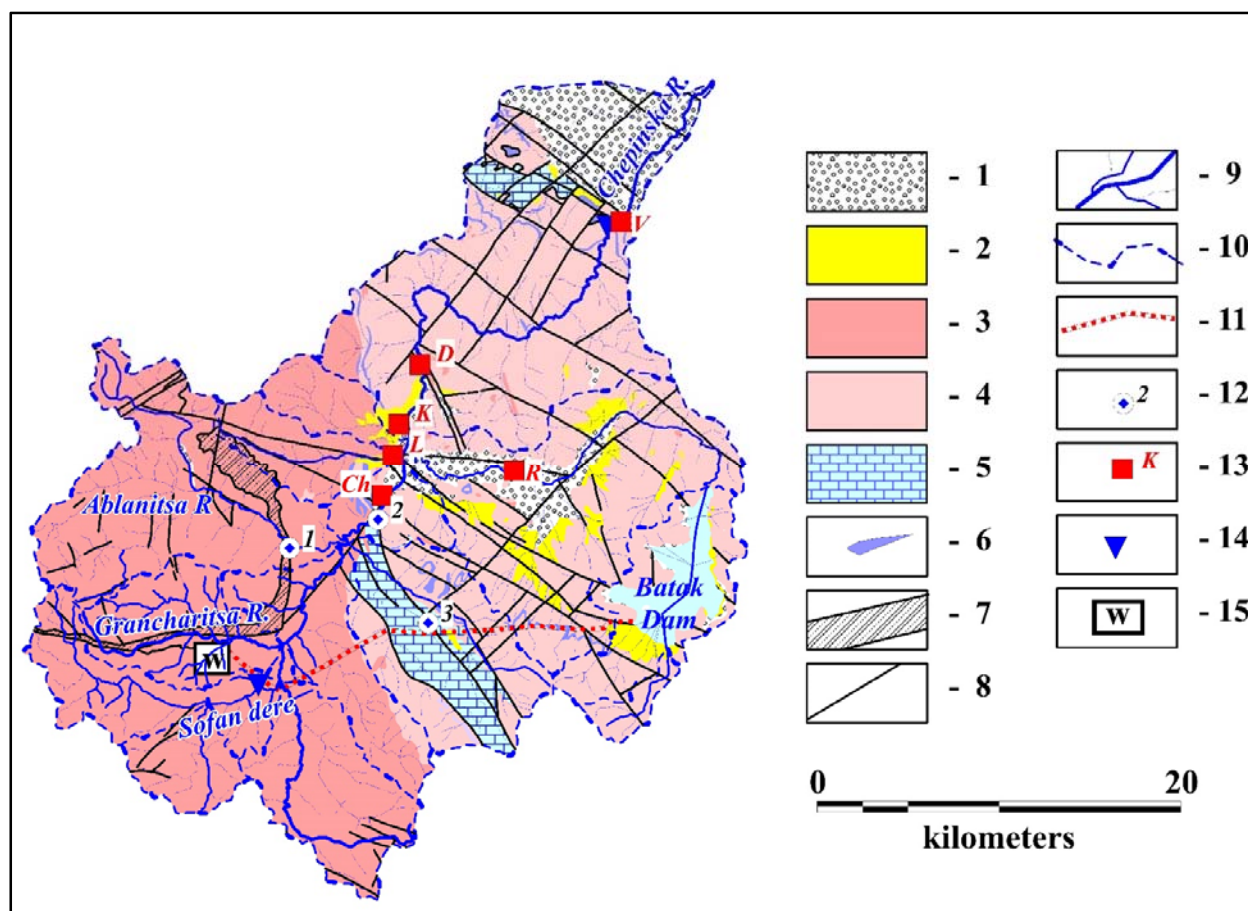 Chepinska R.
V
D
K
L
R
Ch
2
Ablanitsa R
1
Batak
Dam
3
Grancharitsa R.
W
Sofan dere
- 1
- 2
- 3
- 4
- 5
- 6
- 7
- 8
- 9
- 10
- 11
2 - 12
K - 13
- 14
W - 15
0 20
kilometers